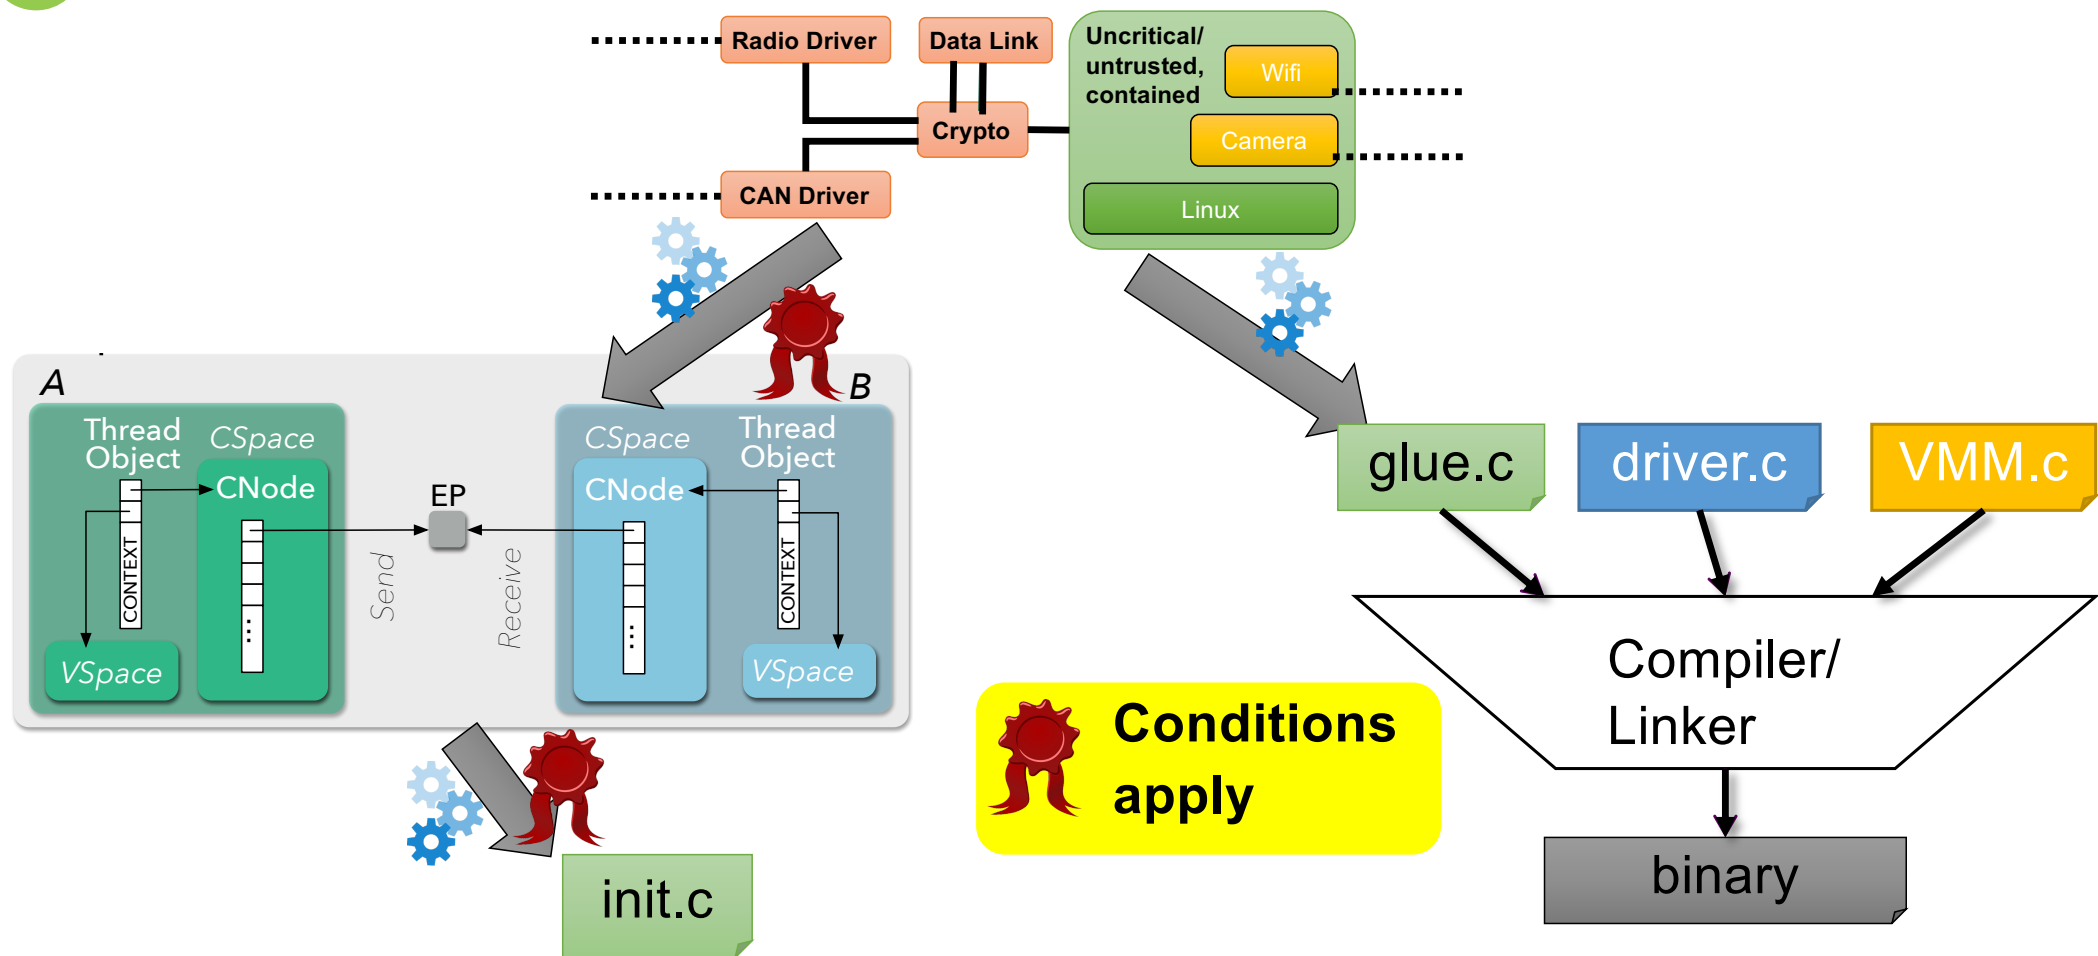 Radio Driver
Data Link
Uncritical/
untrusted,
contained
Wifi
Crypto
Camera
CAN Driver
Linux
A
B
Thread
Object
CSpace
CNode
CONTEXT
VSpace
EP
Send
Receive
CSpace
CNode
Thread
Object
CONTEXT
VSpace
glue.c
driver.c
VMM.c
Compiler/
Linker
Conditions
apply
binary
init.c